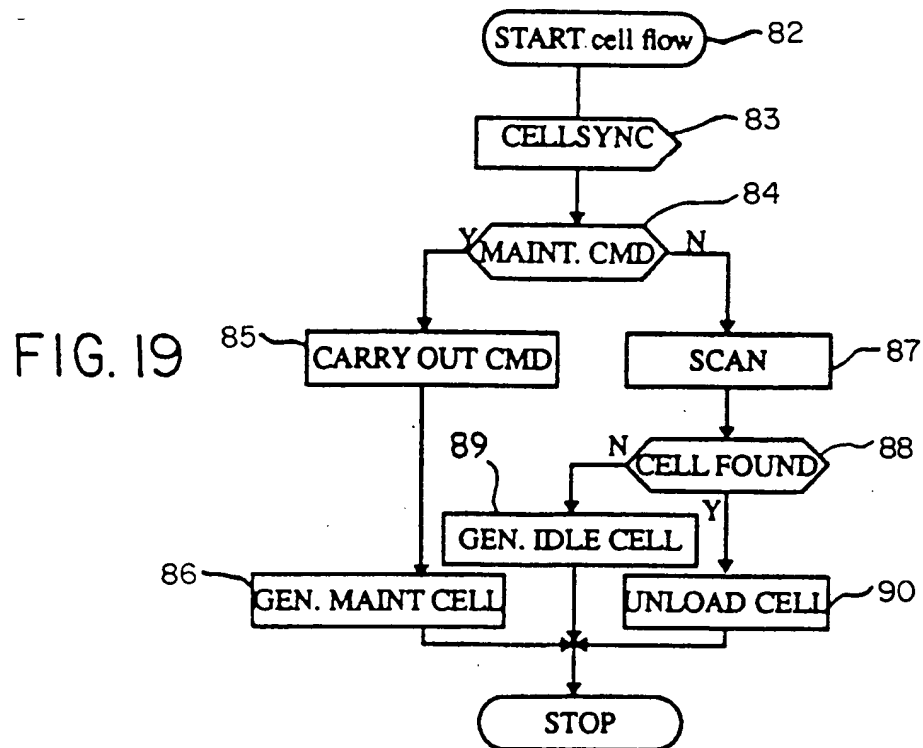 START cell flow
82
CELLSYNC
83
84
Y
MAINT. CMD
N
FIG. 19
85
CARRY OUT CMD
SCAN
87
N
CELL FOUND
88
89
Y
GEN. IDLE CELL
86
GEN. MAINT CELL
UNLOAD CELL
90
STOP